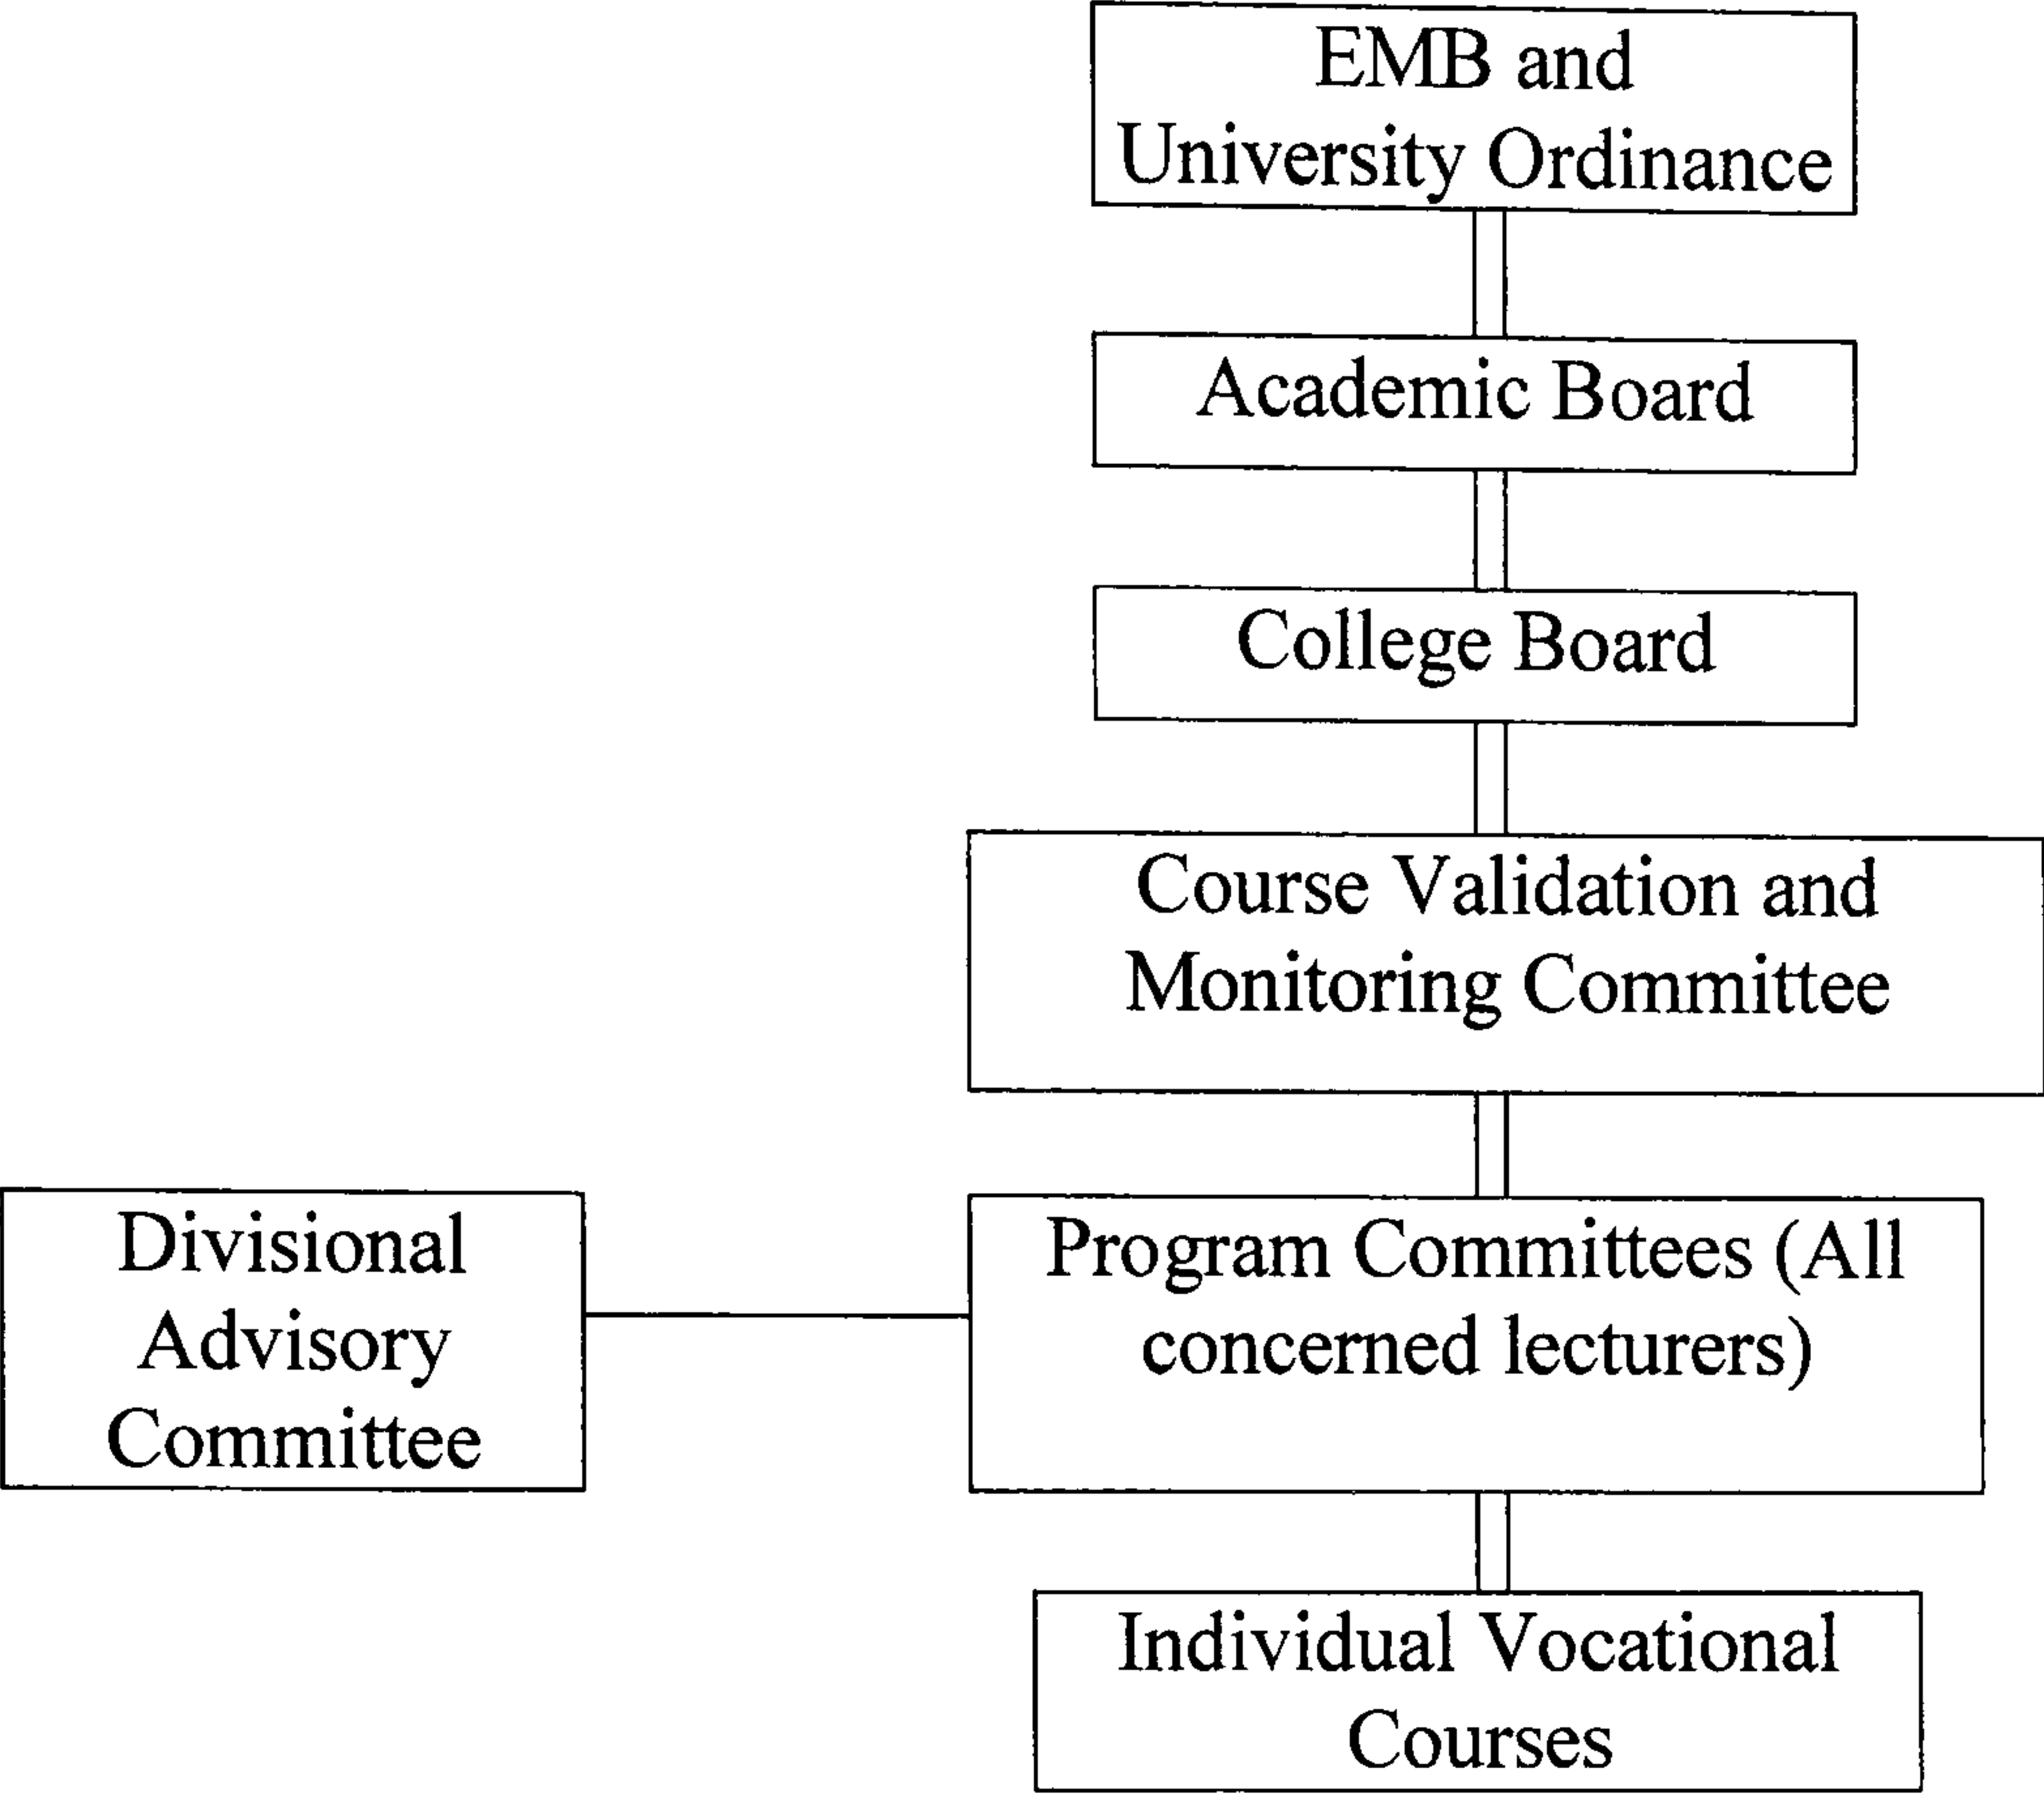 EMB and
University Ordinance
Academic Board
College Board
Course Validation and
Monitoring Committee
Divisional
Advisory
Committee
Program Committees (All
concerned lecturers)
Individual Vocational
Courses